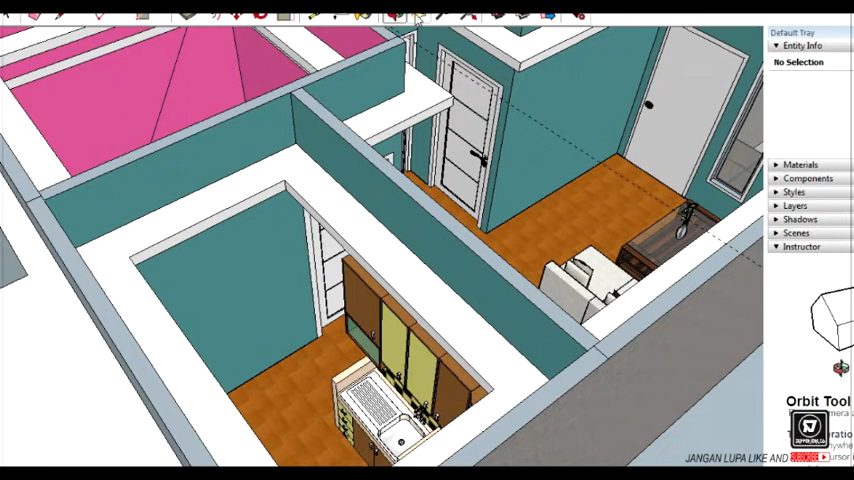 Default Tray
Entity Info
No Selection
Materials
Components
Styles
Layers
Shadows
Scenes
Instructor
Orbit Tool
JANGAN LUPA LIKE AND SUBSCRIBE